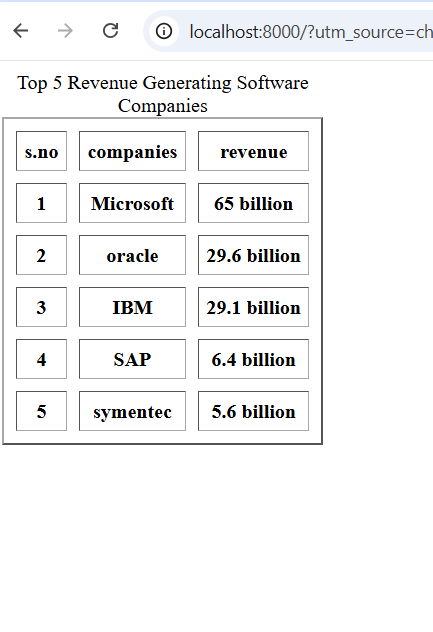 localhost:8000/?utm_source=ch
Top 5 Revenue Generating Software
Companies
s.no companies revenue
1 Microsoft 65 billion
2 oracle 29.6 billion
3 IBM 29.1 billion
4 SAP 6.4 billion
5 symentec 5.6 billion